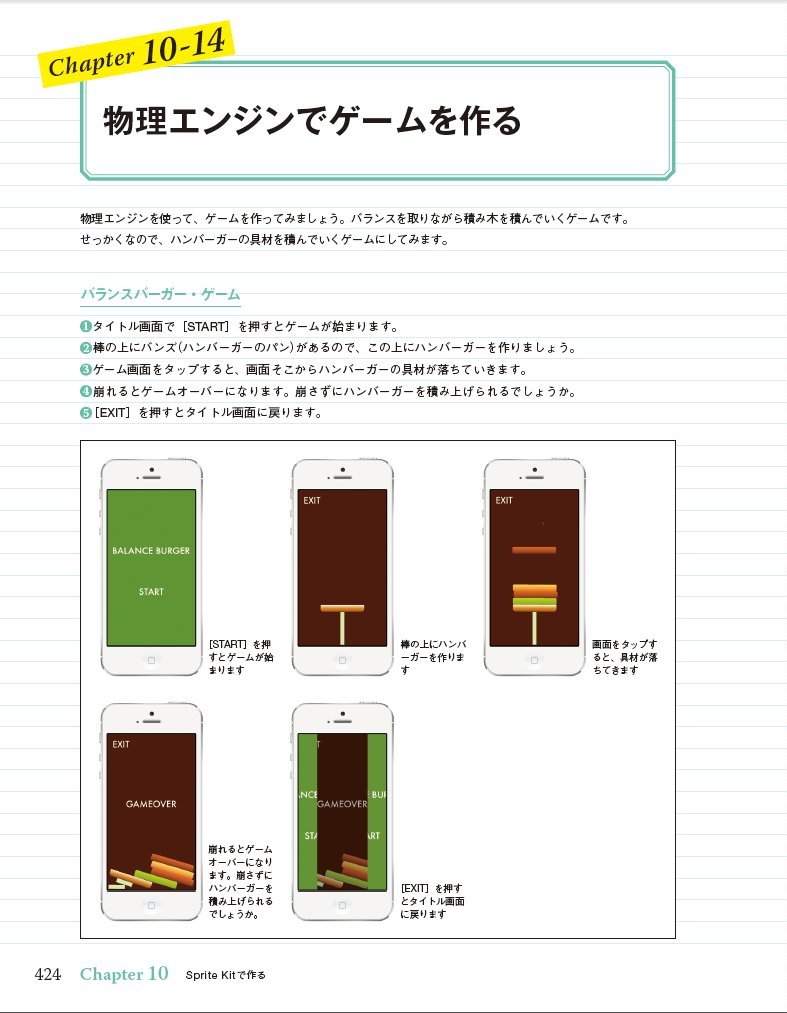 Chapter 10-14
物理エンジンでゲームを作る
物理エンジンを使って、ゲームを作ってみましょう。バランスを取りながら積み木を積んでいくゲームです。
せっかくなので、ハンバーガーの具材を積んでいくゲームにしてみます。
バランスバーガー・ゲーム
❶タイトル画面で［START］を押すとゲームが始まります。
❷棒の上にバンズ（ハンバーガーのパン）があるので、この上にハンバーガーを作りましょう。
❸ゲーム画面をタップすると、画面そこからハンバーガーの具材が落ちていきます。
❹崩れるとゲームオーバーになります。崩さずにハンバーガーを積み上げられるでしょうか。
❺［EXIT］を押すとタイトル画面に戻ります。
BALANCE BURGER
START
［START］を押
すとゲームが始
まります
EXIT
棒の上にハンバ
ーガーを作りま
す
EXIT
画面をタップす
ると、具材が落
ちてきます
EXIT
GAMEOVER
崩れるとゲーム
オーバーになり
ます。崩さずに
ハンバーガーを
積み上げられる
でしょうか。
T
ANCE
GAMEOVER
BUR
STA
ART
［EXIT］を押す
とタイトル画面
に戻ります
424 Chapter 10 Sprite Kitで作る